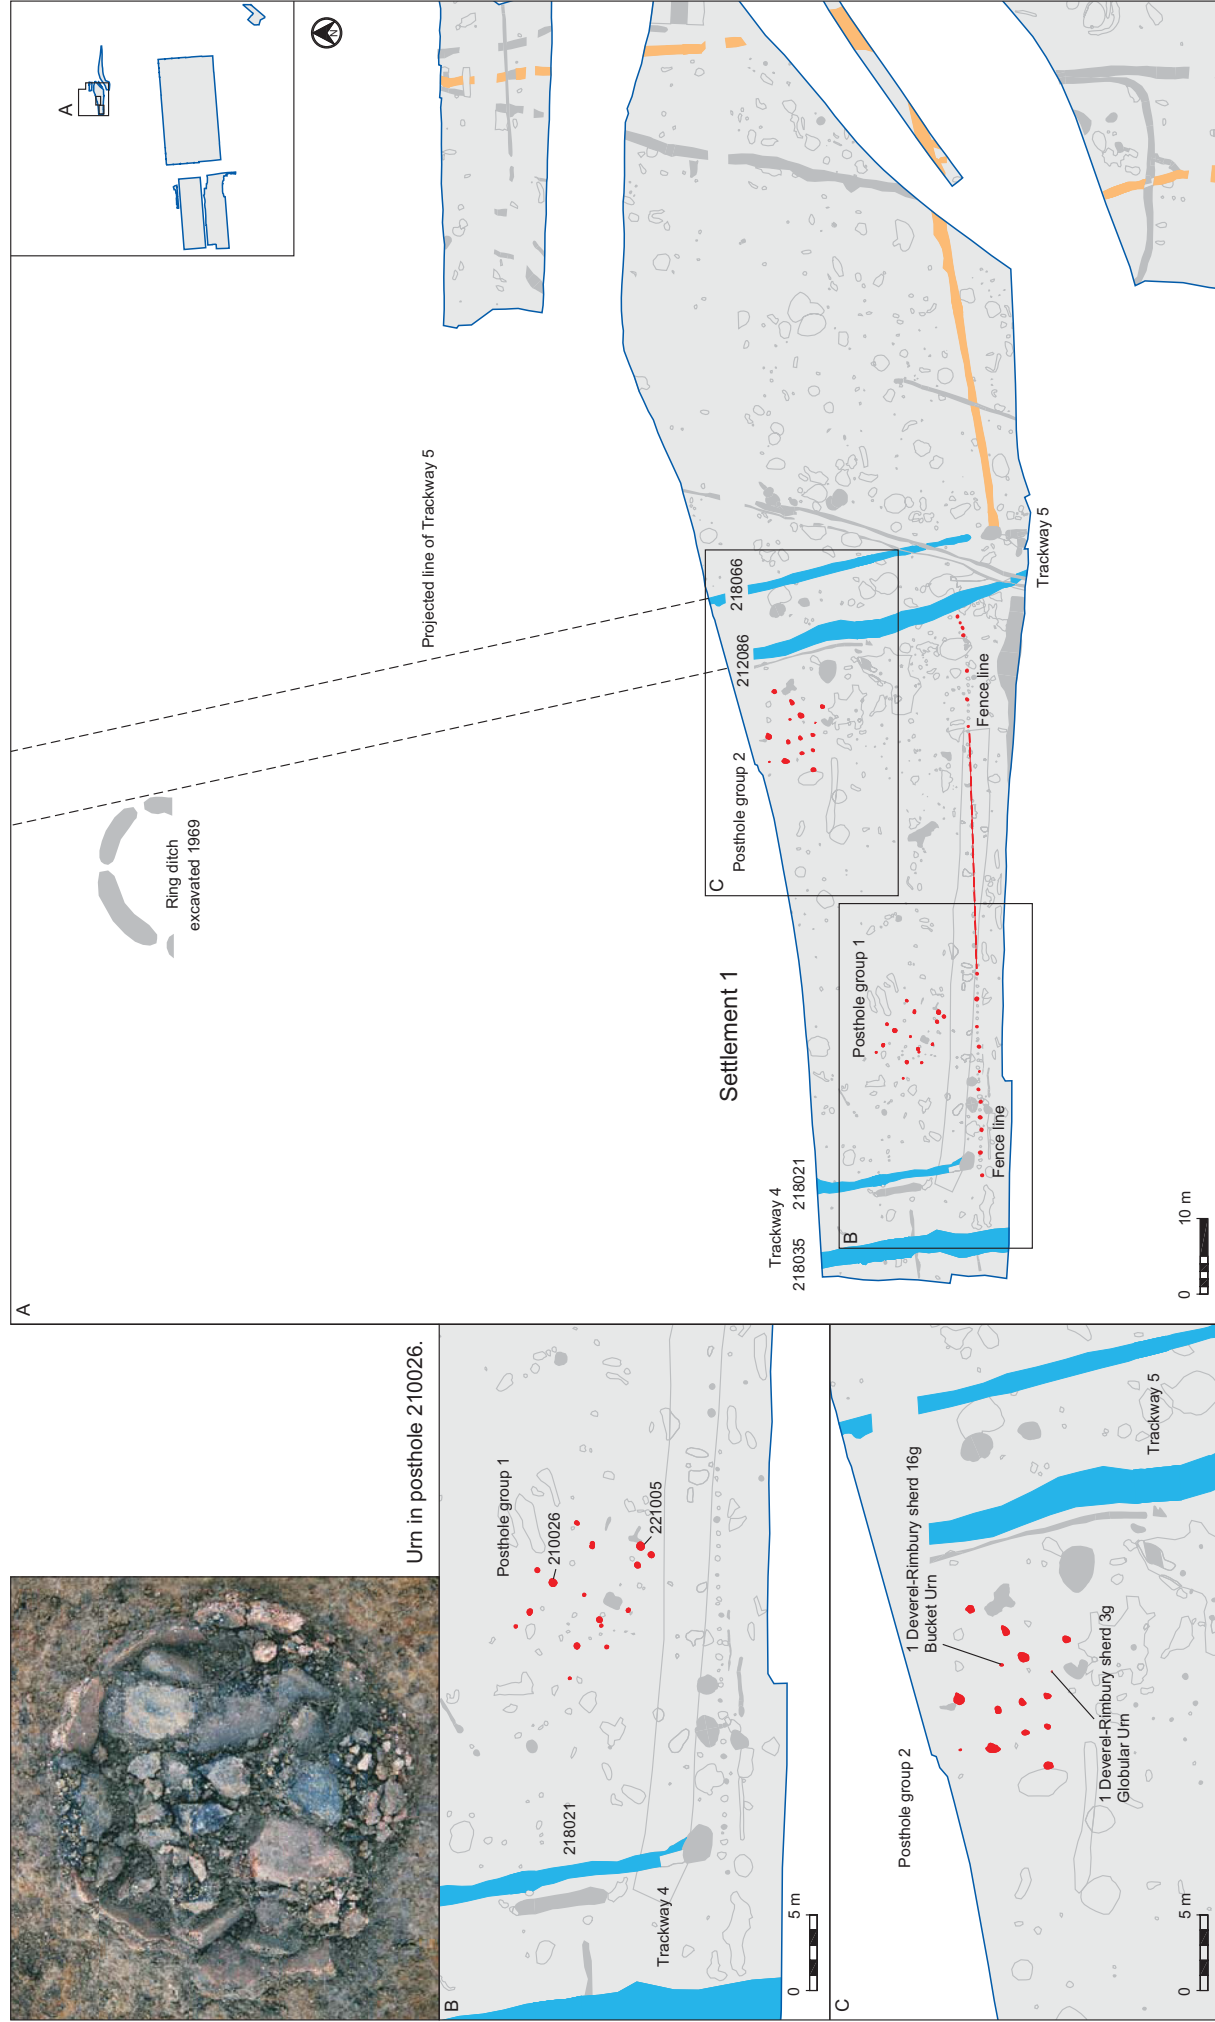 A
A
N
Projected line of Trackway 5
Ring ditch
excavated 1969
Settlement 1
Trackway 4
218035
218021
Posthole group 1
Posthole group 2
212086
218066
Trackway 5
Fence line
Fence line
B
C
0
10 m
Urn in posthole 210026.
B
Posthole group 1
210026
221005
218021
Trackway 4
0
5 m
C
Posthole group 2
1 Deverel-Rimbury sherd 16g
Bucket Urn
1 Deverel-Rimbury sherd 3g
Globular Urn
Trackway 5
0
5 m